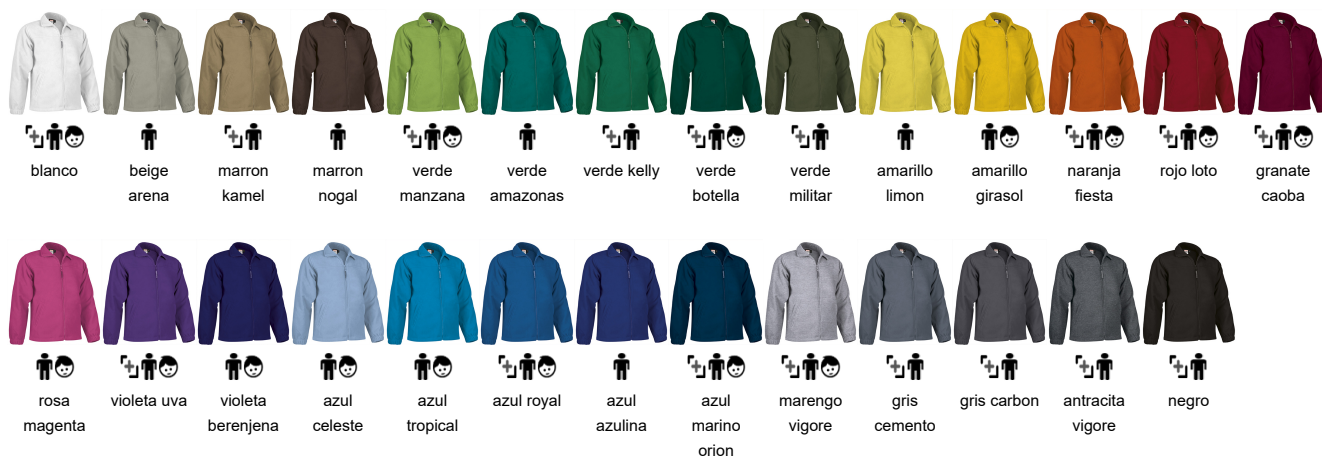 blanco
beige
arena
marron
kamel
marron
nogal
verde
manzana
verde
amazonas
verde kelly
verde
botella
verde
militar
amarillo
limon
amarillo
girasol
naranja
fiesta
rojo loto
granate
caoba
rosa
magenta
violeta uva
violeta
berenjena
azul
celeste
azul
tropical
azul royal
azul
azulina
azul
marino
orion
marengo
vigore
gris
cemento
gris carbon
antracita
vigore
negro